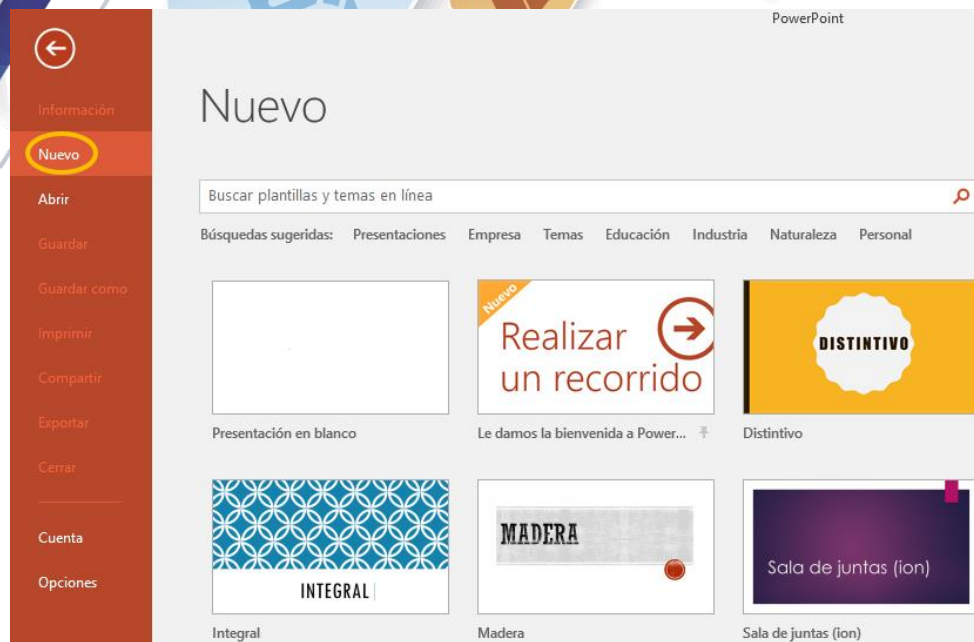 PowerPoint
Información
Nuevo
Abrir
Guardar
Guardar como
Imprimir
Compartir
Exportar
Cerrar
Cuenta
Opciones
Nuevo
Buscar plantillas y temas en línea
Búsquedas sugeridas: Presentaciones Empresa Temas Educación Industria Naturaleza Personal
Presentación en blanco
Nuevo
Realizar
un recorrido
Le damos la bienvenida a Power...
DISTINTIVO
Distintivo
INTEGRAL
Integral
MADERA
Madera
Sala de juntas (ion)
Sala de juntas (ion)